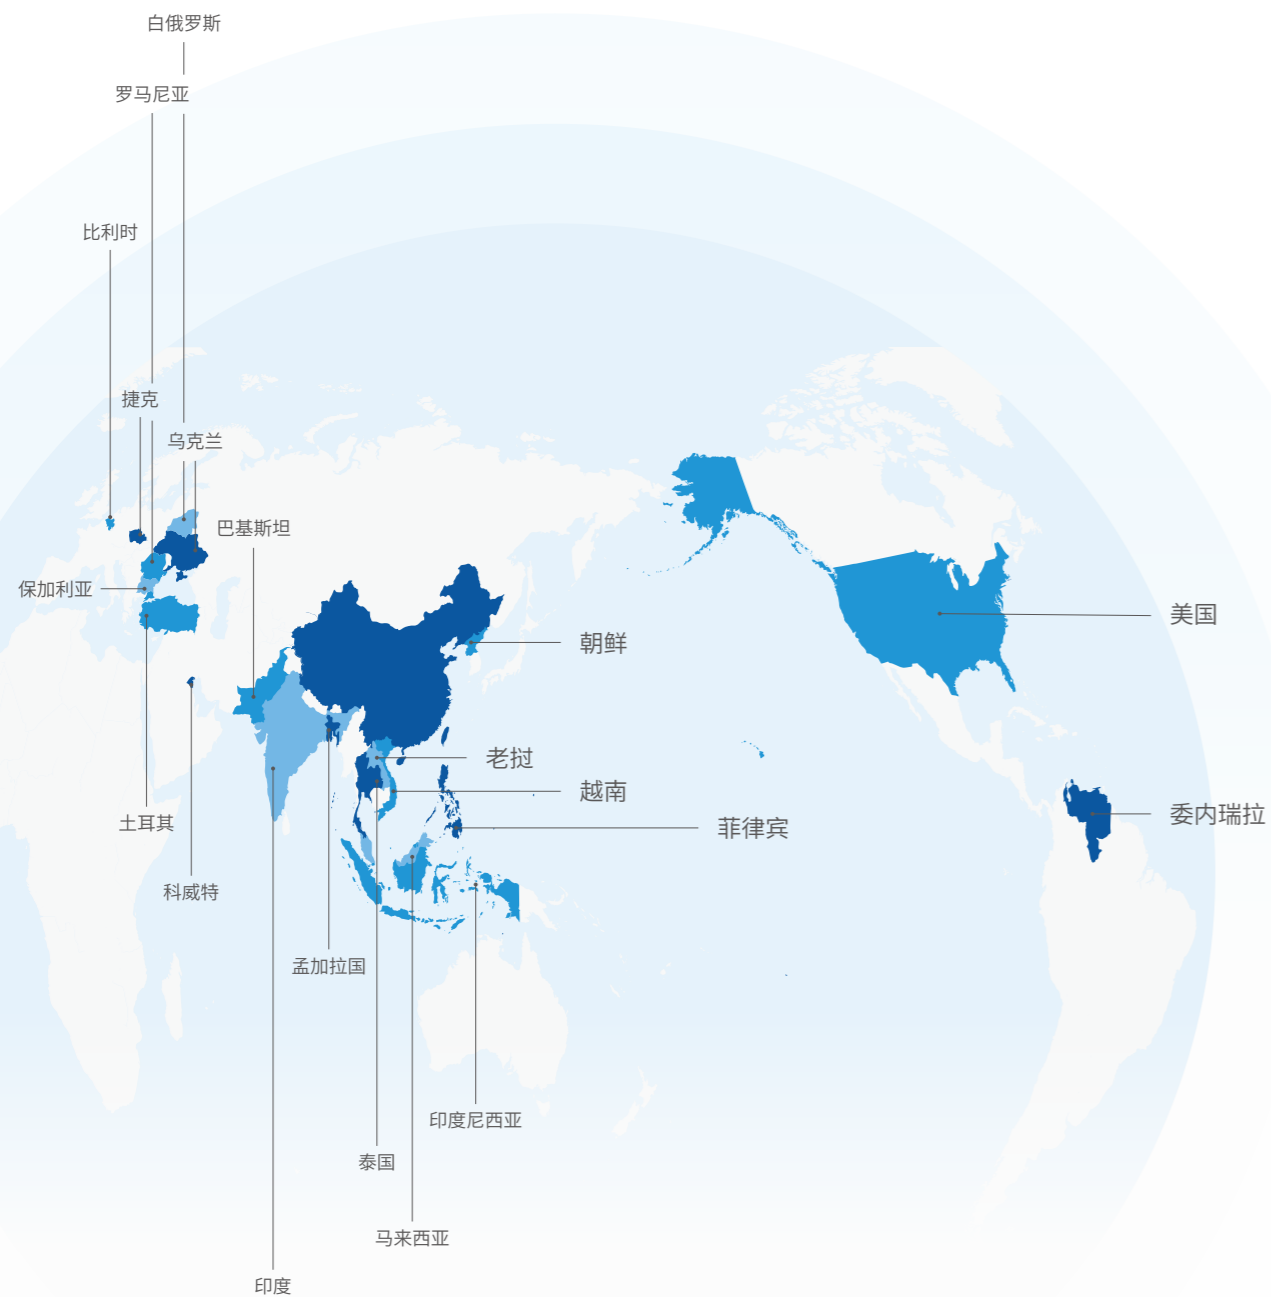 白俄罗斯
罗马尼亚
比利时
捷克
乌克兰
巴基斯坦
保加利亚
美国
朝鲜
老挝
越南
委内瑞拉
土耳其
菲律宾
科威特
孟加拉国
印度尼西亚
泰国
马来西亚
印度